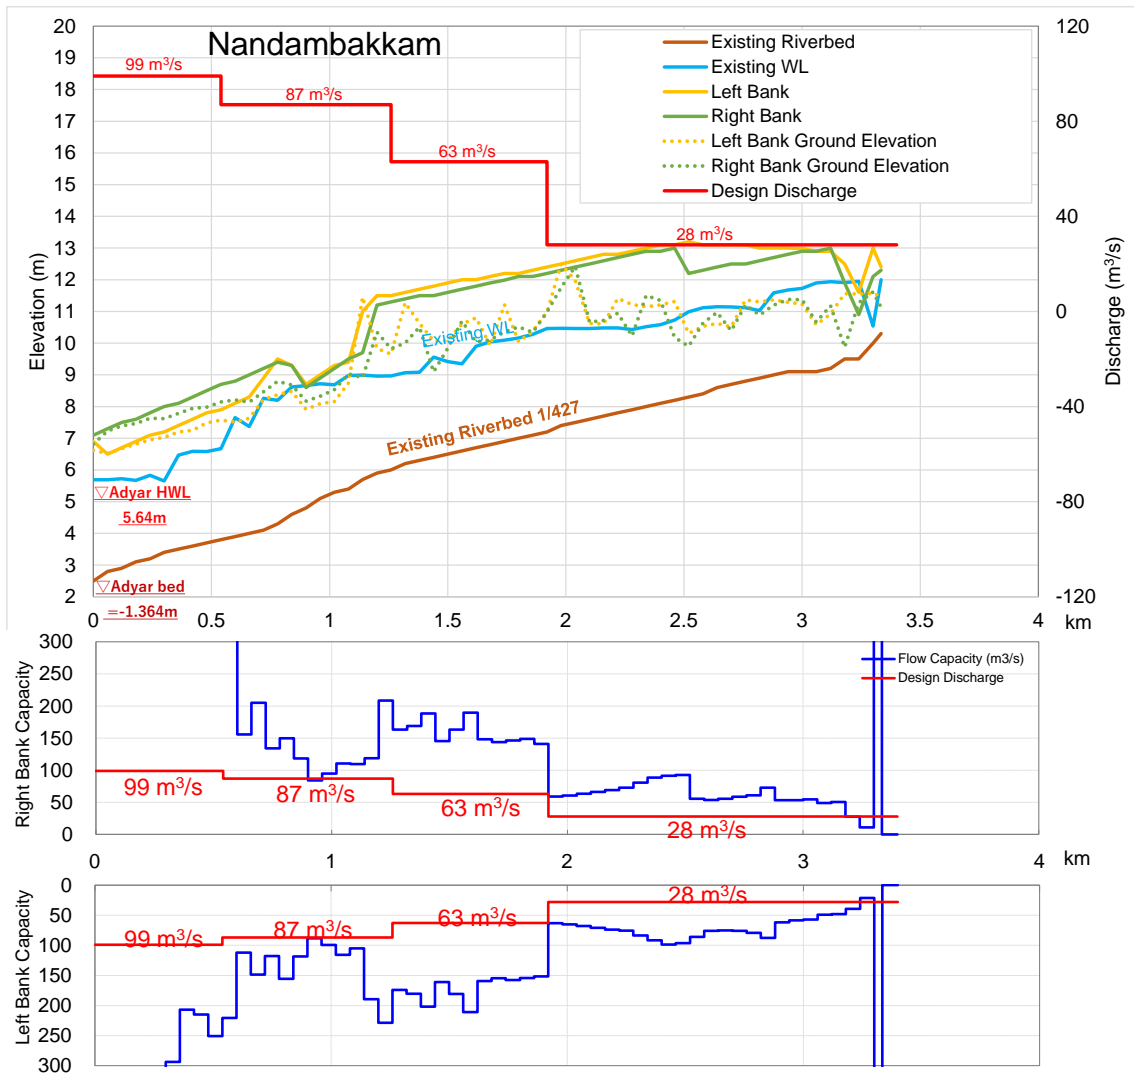 Nandambakkam
20
19
18
17
16
15
14
13
12
11
10
9
8
7
6
5
4
3
2
Elevation (m)
120
80
40
0
-40
-80
-120
Discharge (m³/s)
Existing Riverbed
Existing WL
Left Bank
Right Bank
Left Bank Ground Elevation
Right Bank Ground Elevation
Design Discharge
99 m³/s
87 m³/s
63 m³/s
28 m³/s
Existing WL
Existing Riverbed 1/427
▽Adyar HWL
5.64m
▽Adyar bed
=-1.364m
0 0.5 1 1.5 2 2.5 3 3.5 4
km
300
250
200
150
100
50
0
Right Bank Capacity
Flow Capacity (m3/s)
Design Discharge
99 m³/s
87 m³/s
63 m³/s
28 m³/s
0 1 2 3 4
km
0
50
100
150
200
250
300
Left Bank Capacity
99 m³/s
87 m³/s
63 m³/s
28 m³/s